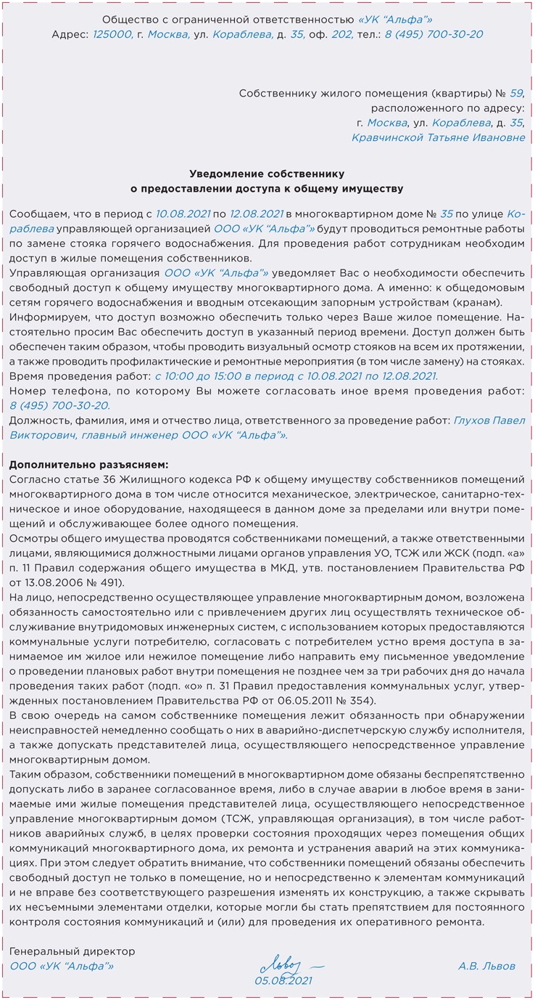 Общество с ограниченной ответственностью «УК “Альфа”»
Адрес: 125000, г. Москва, ул. Кораблева, д. 35, оф. 202, тел.: 8 (495) 700-30-20
Собственнику жилого помещения (квартиры) № 59,
расположенного по адресу:
г. Москва, ул. Кораблева, д. 35,
Кравчинской Татьяне Ивановне
Уведомление собственнику
о предоставлении доступа к общему имуществу
Сообщаем, что в период с 10.08.2021 по 12.08.2021 в многоквартирном доме № 35 по улице Ко-
раблева управляющей организацией ООО «УК “Альфа”» будут проводиться ремонтные работы
по замене стояка горячего водоснабжения. Для проведения работ сотрудникам необходим
доступ в жилые помещения собственников.
Управляющая организация ООО «УК “Альфа”» уведомляет Вас о необходимости обеспечить
свободный доступ к общему имуществу многоквартирного дома. А именно: к общедомовым
сетям горячего водоснабжения и вводным отсекающим запорным устройствам (кранам).
Информируем, что доступ возможно обеспечить только через Ваше жилое помещение. На-
стоятельно просим Вас обеспечить доступ в указанный период времени. Доступ должен быть
обеспечен таким образом, чтобы проводить визуальный осмотр стояков на всем их протяжении,
а также проводить профилактические и ремонтные мероприятия (в том числе замену) на стояках.
Время проведения работ: с 10:00 до 15:00 в период с 10.08.2021 по 12.08.2021.
Номер телефона, по которому Вы можете согласовать иное время проведения работ:
8 (495) 700-30-20.
Должность, фамилия, имя и отчество лица, ответственного за проведение работ: Глухов Павел
Викторович, главный инженер ООО «УК “Альфа”».
Дополнительно разъясняем:
Согласно статье 36 Жилищного кодекса РФ к общему имуществу собственников помещений
многоквартирного дома в том числе относится механическое, электрическое, санитарно-тех-
ническое и иное оборудование, находящееся в данном доме за пределами или внутри поме-
щений и обслуживающее более одного помещения.
Осмотры общего имущества проводятся собственниками помещений, а также ответственными
лицами, являющимися должностными лицами органов управления УО, ТСЖ или ЖСК (подп. «а»
п. 11 Правил содержания общего имущества в МКД, утв. постановлением Правительства РФ
от 13.08.2006 № 491).
На лицо, непосредственно осуществляющее управление многоквартирным домом, возложена
обязанность самостоятельно или с привлечением других лиц осуществлять техническое об-
служивание внутридомовых инженерных систем, с использованием которых предоставляются
коммунальные услуги потребителю, согласовать с потребителем устно время доступа в за-
нимаемое им жилое или нежилое помещение либо направить ему письменное уведомление
о проведении плановых работ внутри помещения не позднее чем за три рабочих дня до начала
проведения таких работ (подп. «о» п. 31 Правил предоставления коммунальных услуг, утвер-
жденных постановлением Правительства РФ от 06.05.2011 № 354).
В свою очередь на самом собственнике помещения лежит обязанность при обнаружении
неисправностей немедленно сообщать о них в аварийно-диспетчерскую службу исполнителя,
а также допускать представителей лица, осуществляющего непосредственное управление
многоквартирным домом.
Таким образом, собственники помещений в многоквартирном доме обязаны беспрепятственно
допускать либо в заранее согласованное время, либо в случае аварии в любое время в зани-
маемые ими жилые помещения представителей лица, осуществляющего непосредственное
управление многоквартирным домом (ТСЖ, управляющая организация), в том числе работ-
ников аварийных служб, в целях проверки состояния проходящих через помещения общих
коммуникаций многоквартирного дома, их ремонта и устранения аварий на этих коммуника-
циях. При этом следует обратить внимание, что собственники помещений обязаны обеспечить
свободный доступ не только в помещение, но и непосредственно к элементам коммуникаций
и не вправе без соответствующего разрешения изменять их конструкцию, а также скрывать
их несъемными элементами отделки, которые могли бы стать препятствием для постоянного
контроля состояния коммуникаций и (или) для проведения их оперативного ремонта.
Генеральный директор
ООО «УК “Альфа”» Львов А.В. Львов
05.08.2021